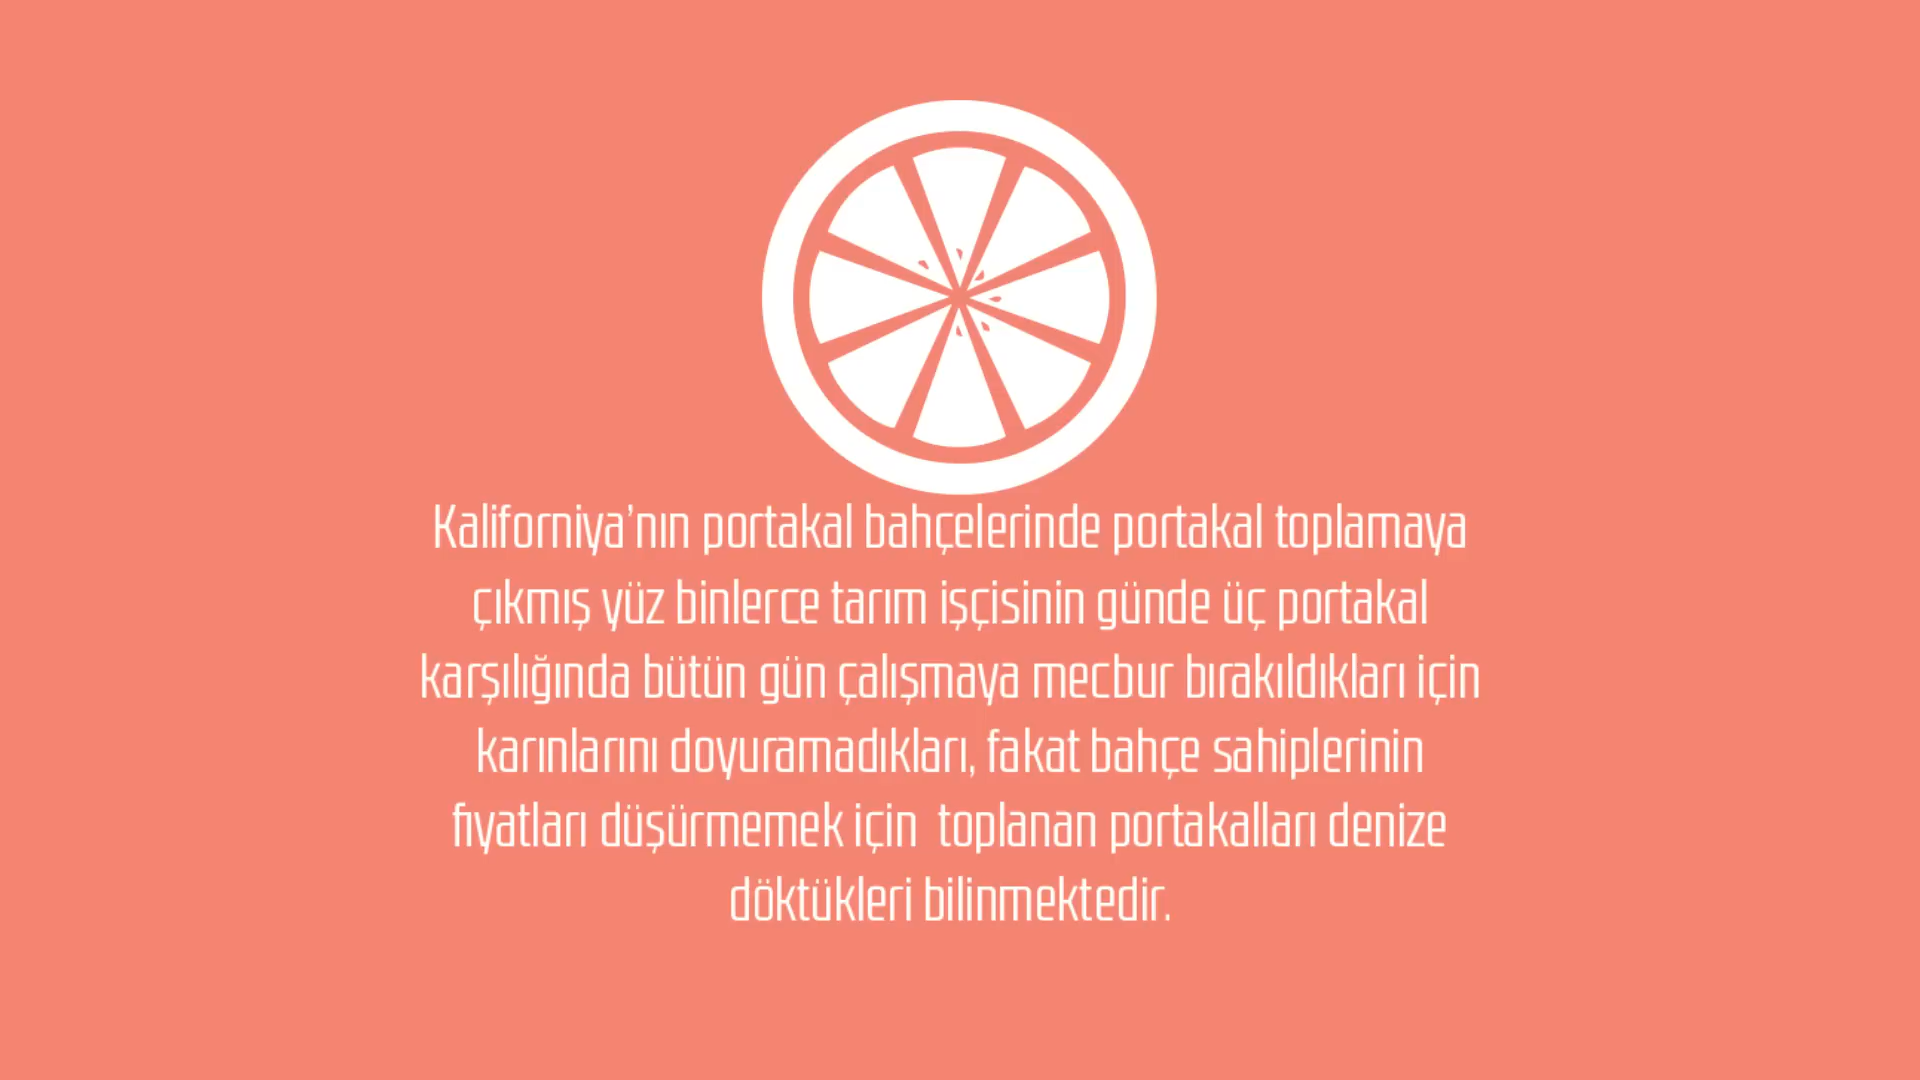 Kaliforniya’nın portakal bahçelerinde portakal toplamaya
çıkmış yüz binlerce tarım işçisinin günde üç portakal
karşılığında bütün gün çalışmaya mecbur bırakıldıkları için
karınlarını doyuramadıkları, fakat bahçe sahiplerinin
fiyatları düşürmemek için  toplanan portakalları denize
döktükleri bilinmektedir.